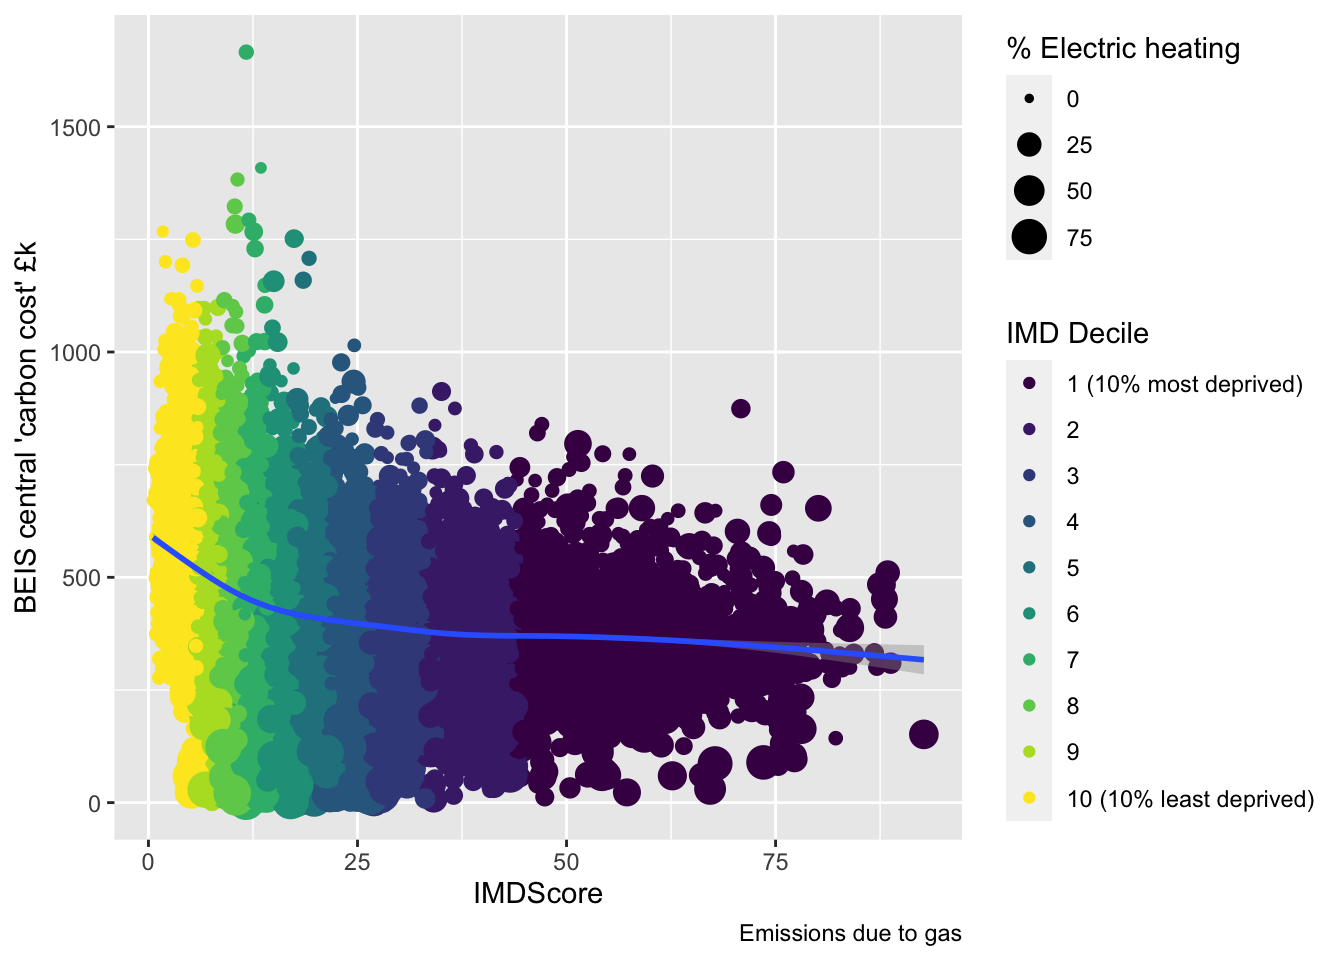 BEIS central 'carbon cost' £k
1500
1000
500
0
0
25
50
75
IMDScore
Emissions due to gas
% Electric heating
0
25
50
75
IMD Decile
1 (10% most deprived)
2
3
4
5
6
7
8
9
10 (10% least deprived)